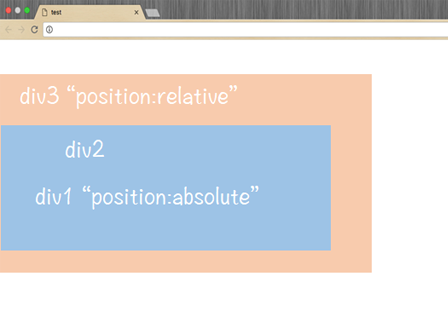 test
div3 “position:relative”
div2
div1 “position:absolute”